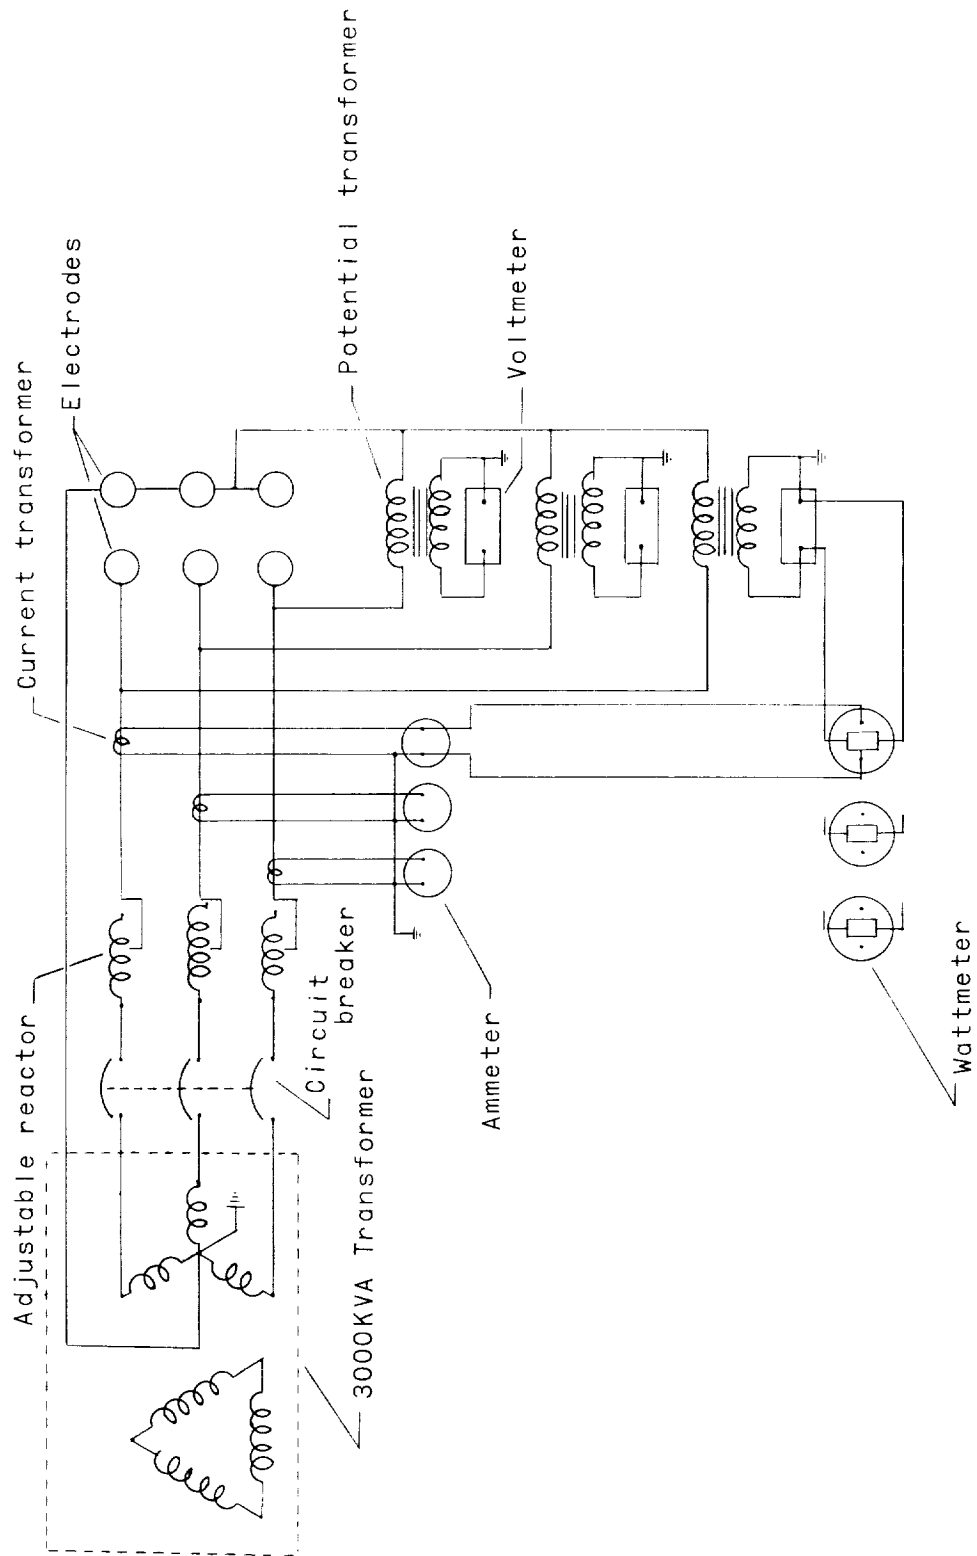 Adjustable reactor
Current transformer
Electrodes
Potential transformer
Voltmeter
Circuit
breaker
3000KVA Transformer
Ammeter
Wattmeter